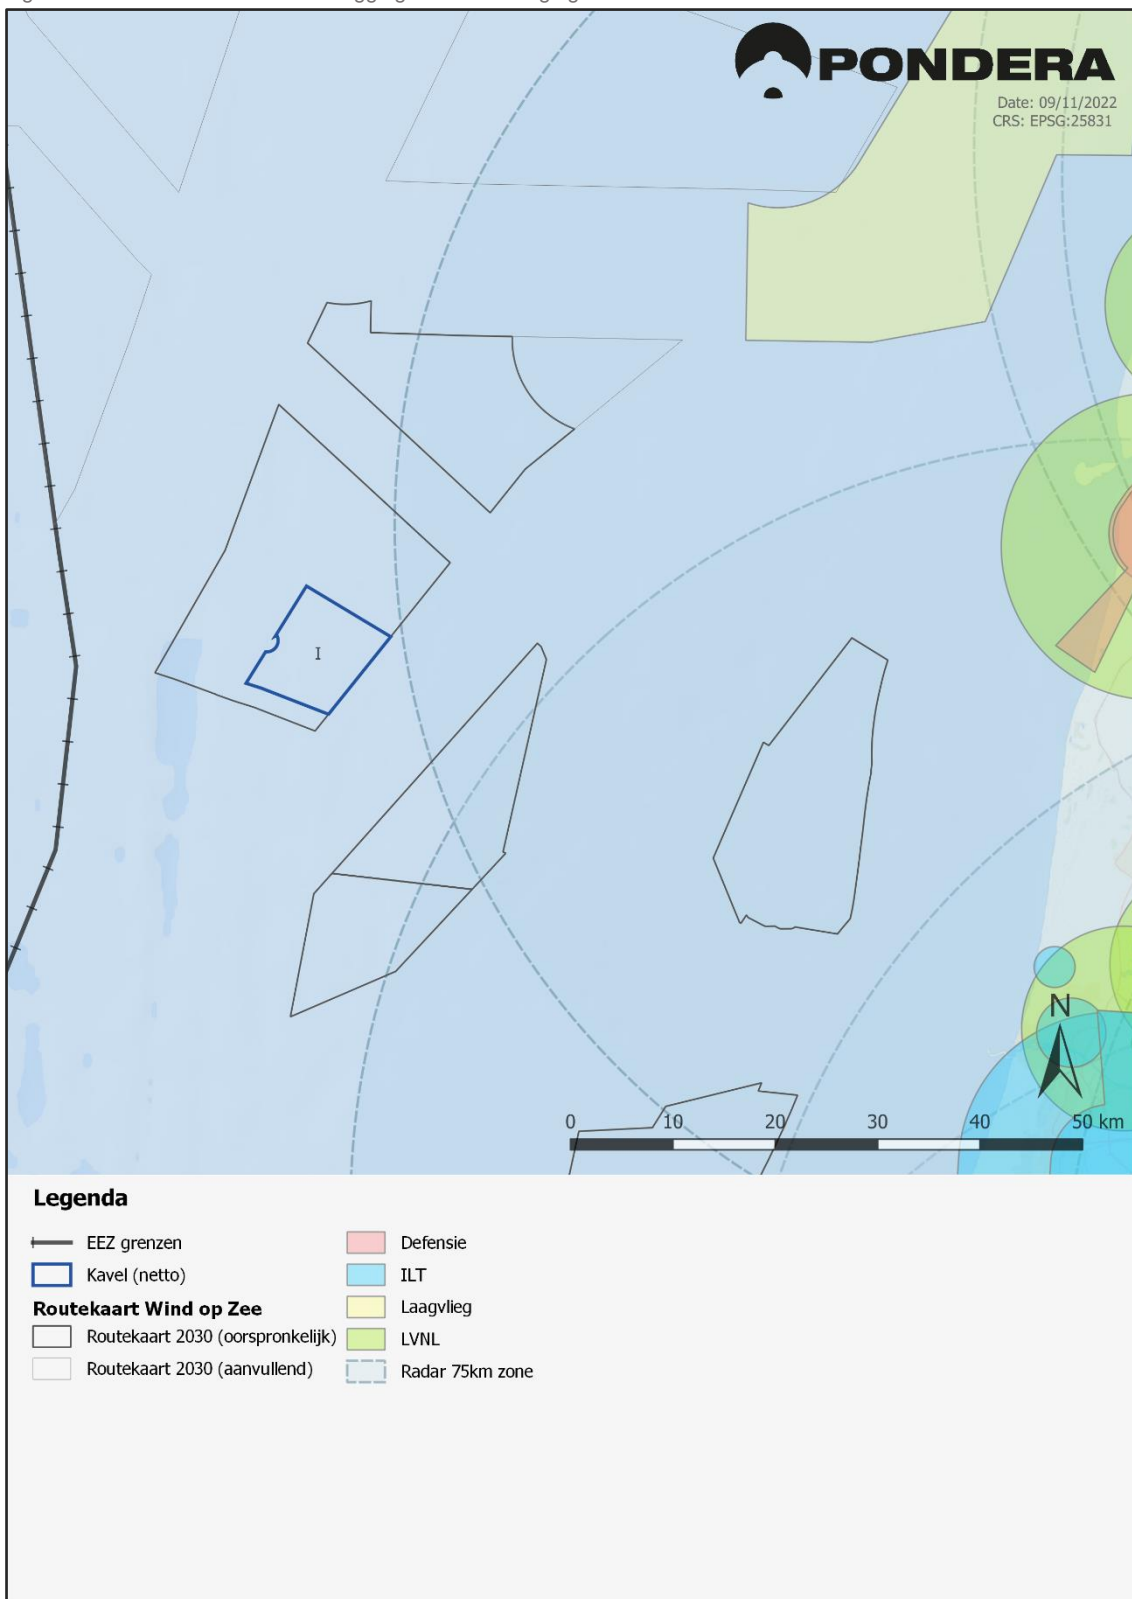 PONDERA
Date: 09/11/2022
CRS: EPSG:25831
I
N
0 10 20 30 40 50 km
Legenda
EEZ grenzen
Kavel (netto)
Routekaart Wind op Zee
Routekaart 2030 (oorspronkelijk)
Routekaart 2030 (aanvullend)
Defensie
ILT
Laagvlieg
LVNL
Radar 75km zone